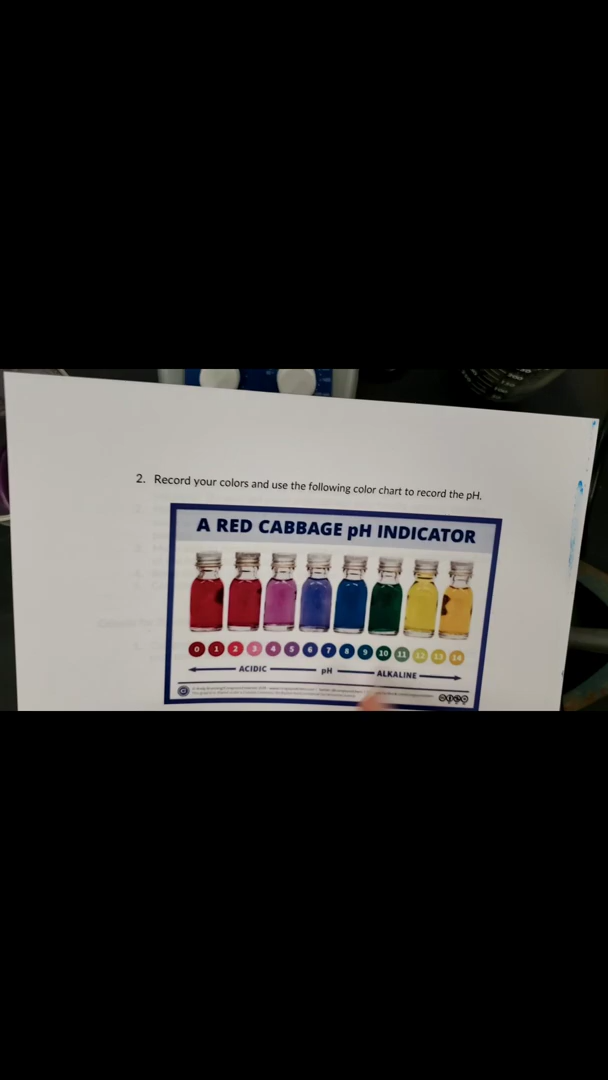 2. Record your colors and use the following color chart to record the pH.
A RED CABBAGE pH INDICATOR
0 1 2 3 4 5 6 7 8 9 10 11 12 13 14
ACIDIC pH ALKALINE